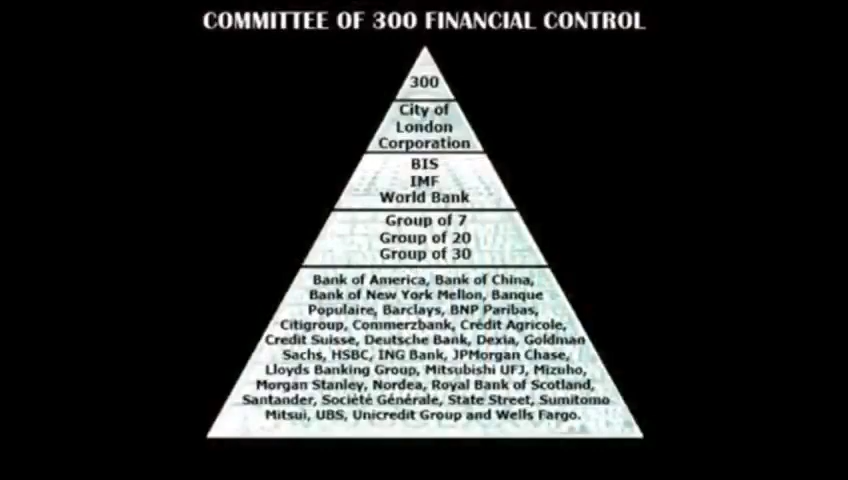 COMMITTEE OF 300 FINANCIAL CONTROL
300
City of
London
Corporation
BIS
IMF
World Bank
Group of 7
Group of 20
Group of 30
Bank of America, Bank of China,
Bank of New York Mellon, Banque
Populaire, Barclays, BNP Paribas,
Citigroup, Commerzbank, Crédit Agricole,
Credit Suisse, Deutsche Bank, Dexia, Goldman
Sachs, HSBC, ING Bank, JPMorgan Chase,
Lloyds Banking Group, Mitsubishi UFJ, Mizuho,
Morgan Stanley, Nordea, Royal Bank of Scotland,
Santander, Société Générale, State Street, Sumitomo
Mitsui, UBS, Unicredit Group and Wells Fargo.